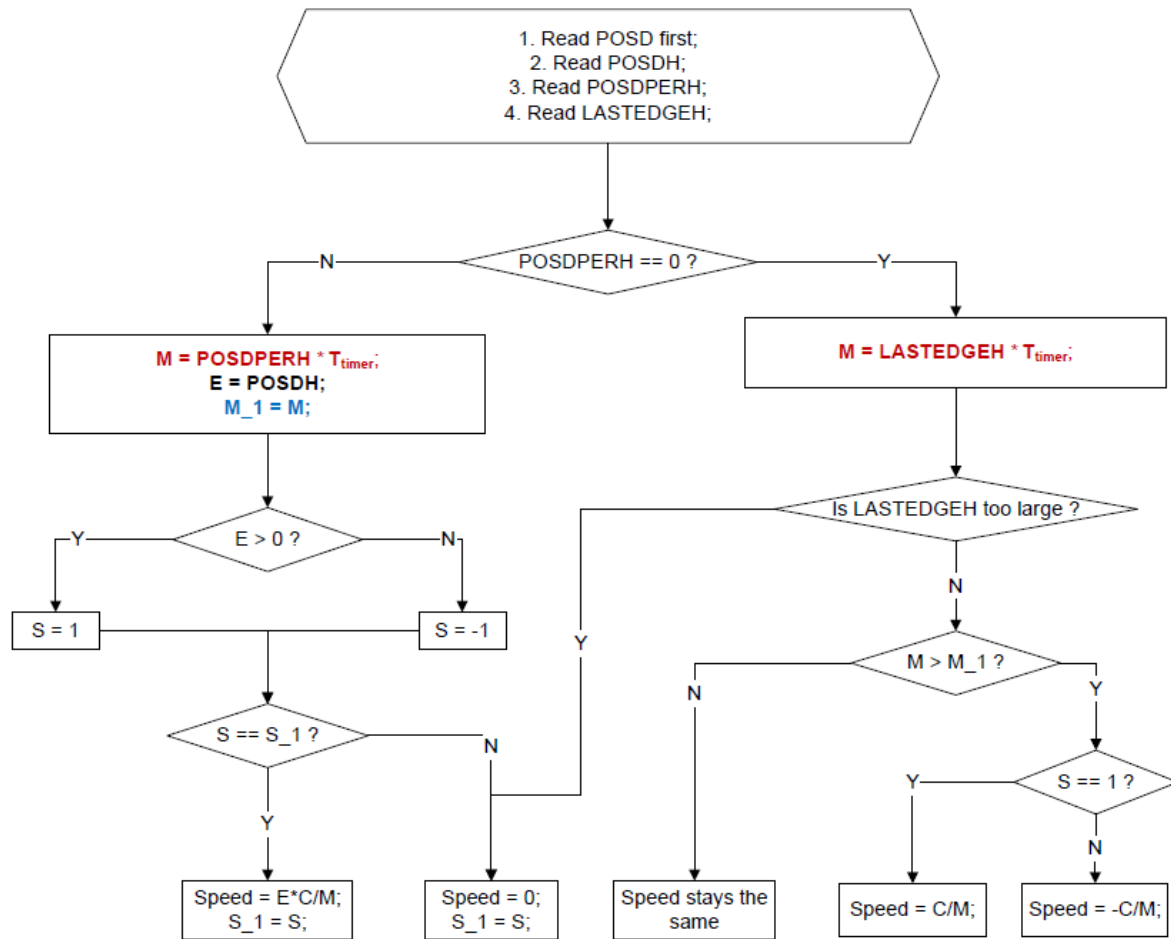 1. Read POSD first;
2. Read POSDH;
3. Read POSDPERH;
4. Read LASTEDGEH;
POSDPERH == 0 ?
N
Y
M = POSDPERH * Ttimer;
E = POSDH;
M_1 = M;
M = LASTEDGEH * Ttimer;
Is LASTEDGEH too large ?
E > 0 ?
Y
N
N
S = 1
S = -1
Y
M > M_1 ?
N
Y
S == S_1 ?
N
Y
S == 1 ?
Y
N
Speed = E*C/M;
S_1 = S;
Speed = 0;
S_1 = S;
Speed stays the
same
Speed = C/M;
Speed = -C/M;